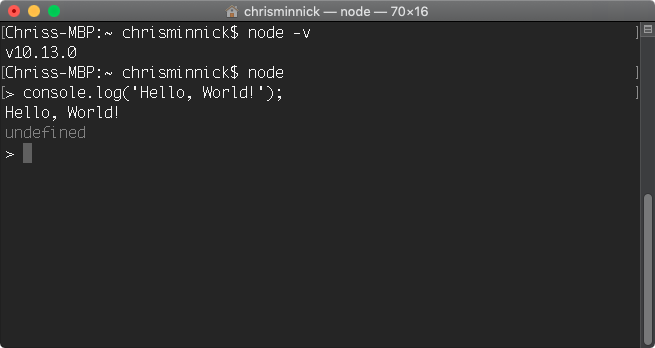 chrisminnick — node — 70×16
[Chriss-MBP:~ chrisminnick$ node -v ]
v10.13.0
[Chriss-MBP:~ chrisminnick$ node ]
[> console.log('Hello, World!'); ]
Hello, World!
undefined
>